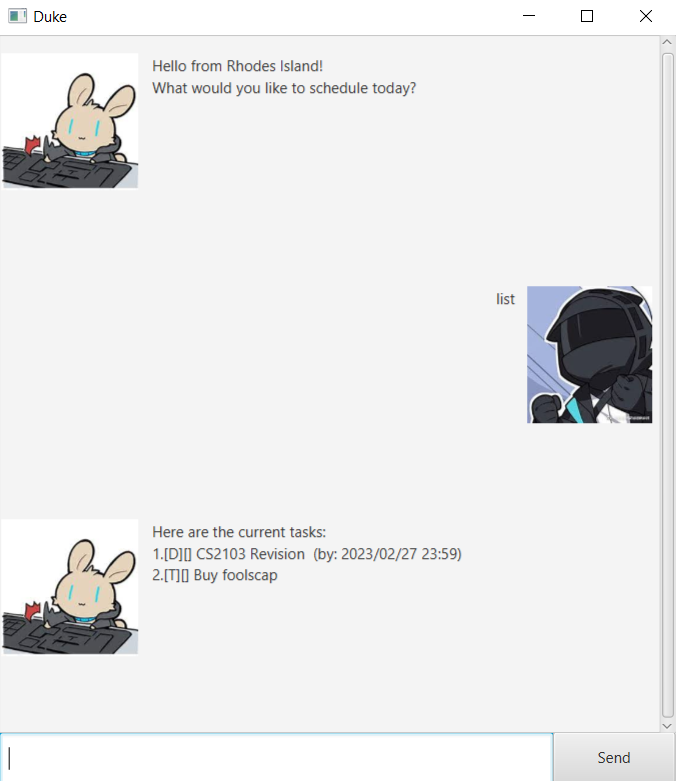 Duke
Hello from Rhodes Island!
What would you like to schedule today?
list
Here are the current tasks:
1.[D][] CS2103 Revision  (by: 2023/02/27 23:59)
2.[T][] Buy foolscap
Send